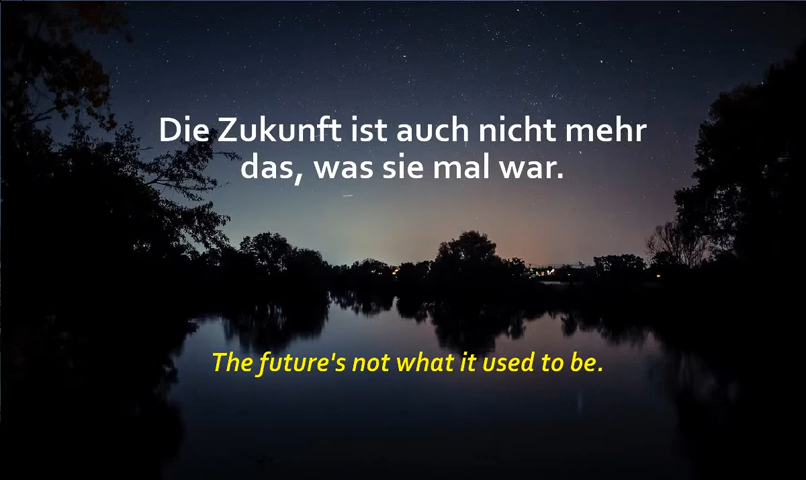 Die Zukunft ist auch nicht mehr
das, was sie mal war.
The future's not what it used to be.